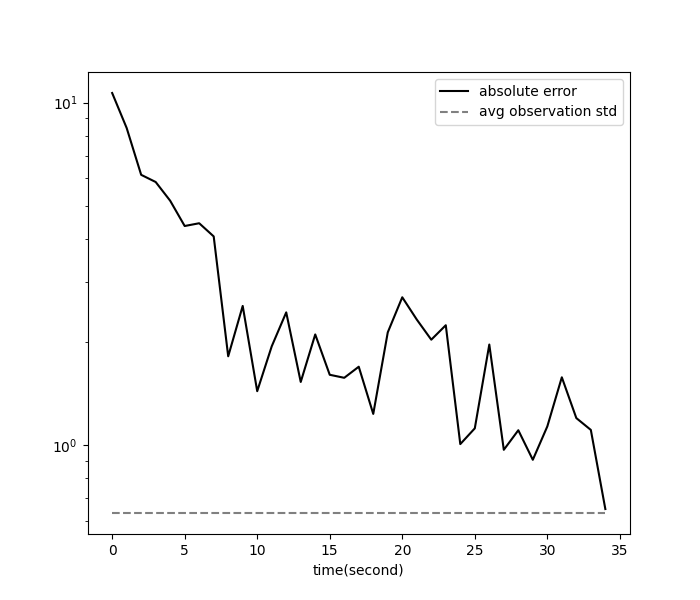 absolute error
avg observation std
10¹
10⁰
0 5 10 15 20 25 30 35
time(second)